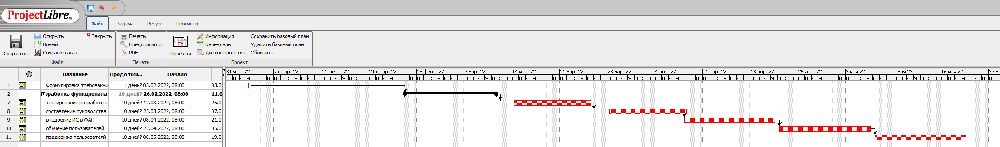 ProjectLibre™
Файл Задача Ресурс Просмотр
Открыть Закрыть Печать Информация Сохранить базовый план
Новый Предпросмотр Календарь Удалить базовый план
Сохранить Сохранить как PDF Проекты Диалог проектов Обновить
Файл Печать Проект
Название Продолжи... Начало
31 янв. 22 7 февр. 22 14 февр. 22 21 февр. 22 28 февр. 22 7 мар. 22 14 мар. 22 21 мар. 22 28 мар. 22 4 апр. 22 11 апр. 22 18 апр. 22 25 апр. 22 2 мая 22 9 мая 22 16 мая 22 23 ма
П В С Ч П С В П В С Ч П С В П В С Ч П С В П В С Ч П С В П В С Ч П С В П В С Ч П С В П В С Ч П С В П В С Ч П С В П В С Ч П С В П В С Ч П С В П В С Ч П С В П В С Ч П С В П В С Ч П С В П В С Ч П С В П В С Ч П С В П В С Ч П С В П В
1 Формулировка требовакни 1 день? 03.02.2022, 08:00 03.0
2 зработка функционала 10 дней? 26.02.2022, 08:00 11.0
7 тестирование разработонн 10 дней? 12.03.2022, 08:00 25.03
8 составление руководства 10 дней? 25.03.2022, 08:00 07.04
9 внедрение ИС в ФАП 10 дней? 08.04.2022, 08:00 21.04
10 обучение пользователей 10 дней? 22.04.2022, 08:00 05.05
11 поддержка пользователй 10 дней? 06.05.2022, 08:00 19.05